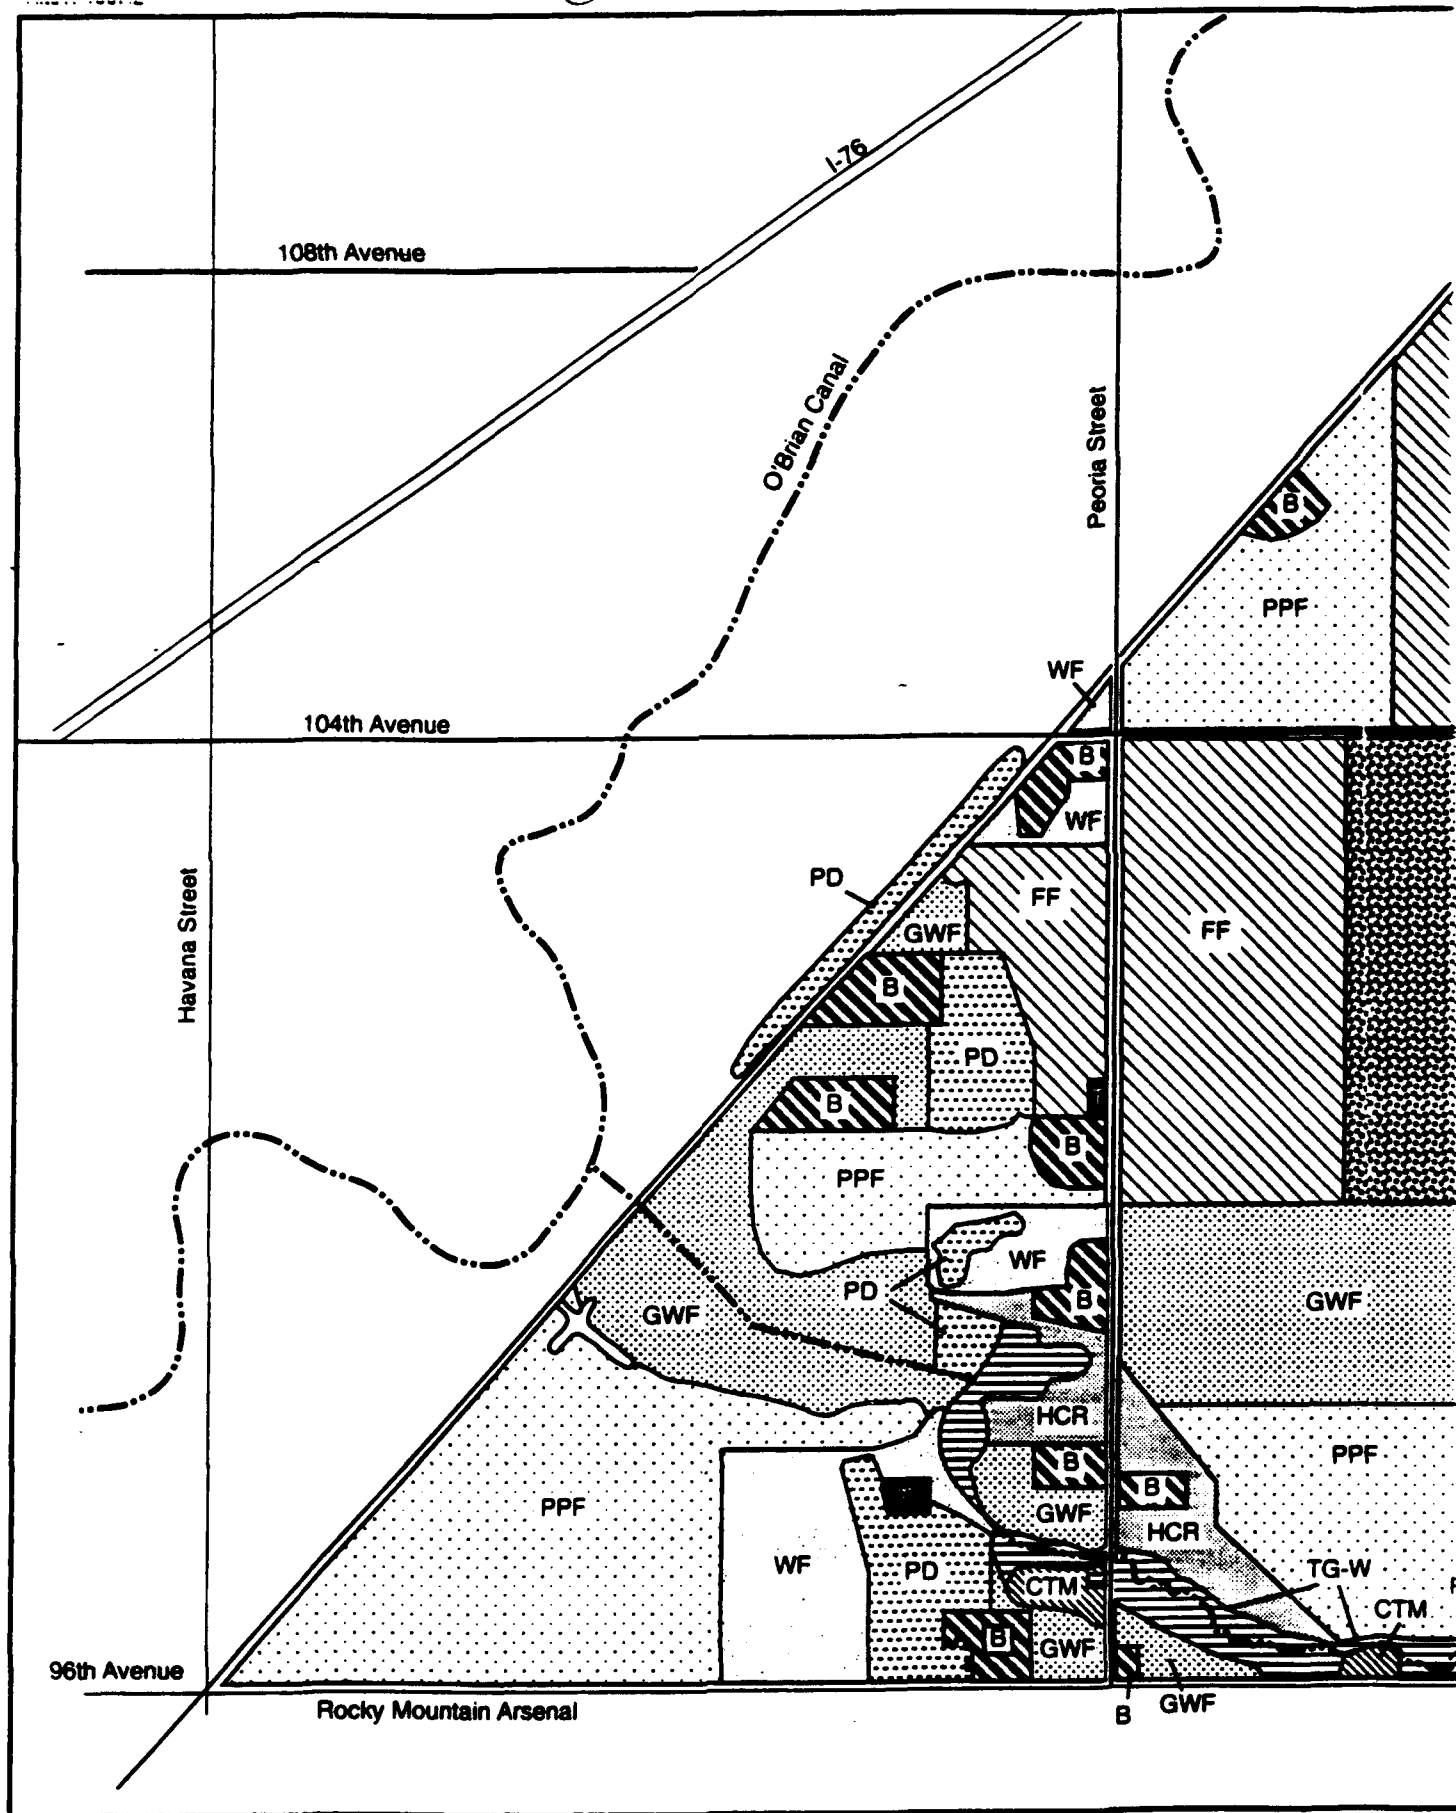 I-76
108th Avenue
O'Brian Canal
Peoria Street
B
PPF
WF
104th Avenue
B
WF
PD
FF
FF
GWF
Havana Street
B
PD
B
B
PPF
WF
PD
B
GWF
GWF
HCR
PPF
B
B
PPF
GWF
HCR
WF
PD
TG-W
CTM
CTM
B
GWF
96th Avenue
Rocky Mountain Arsenal
B
GWF